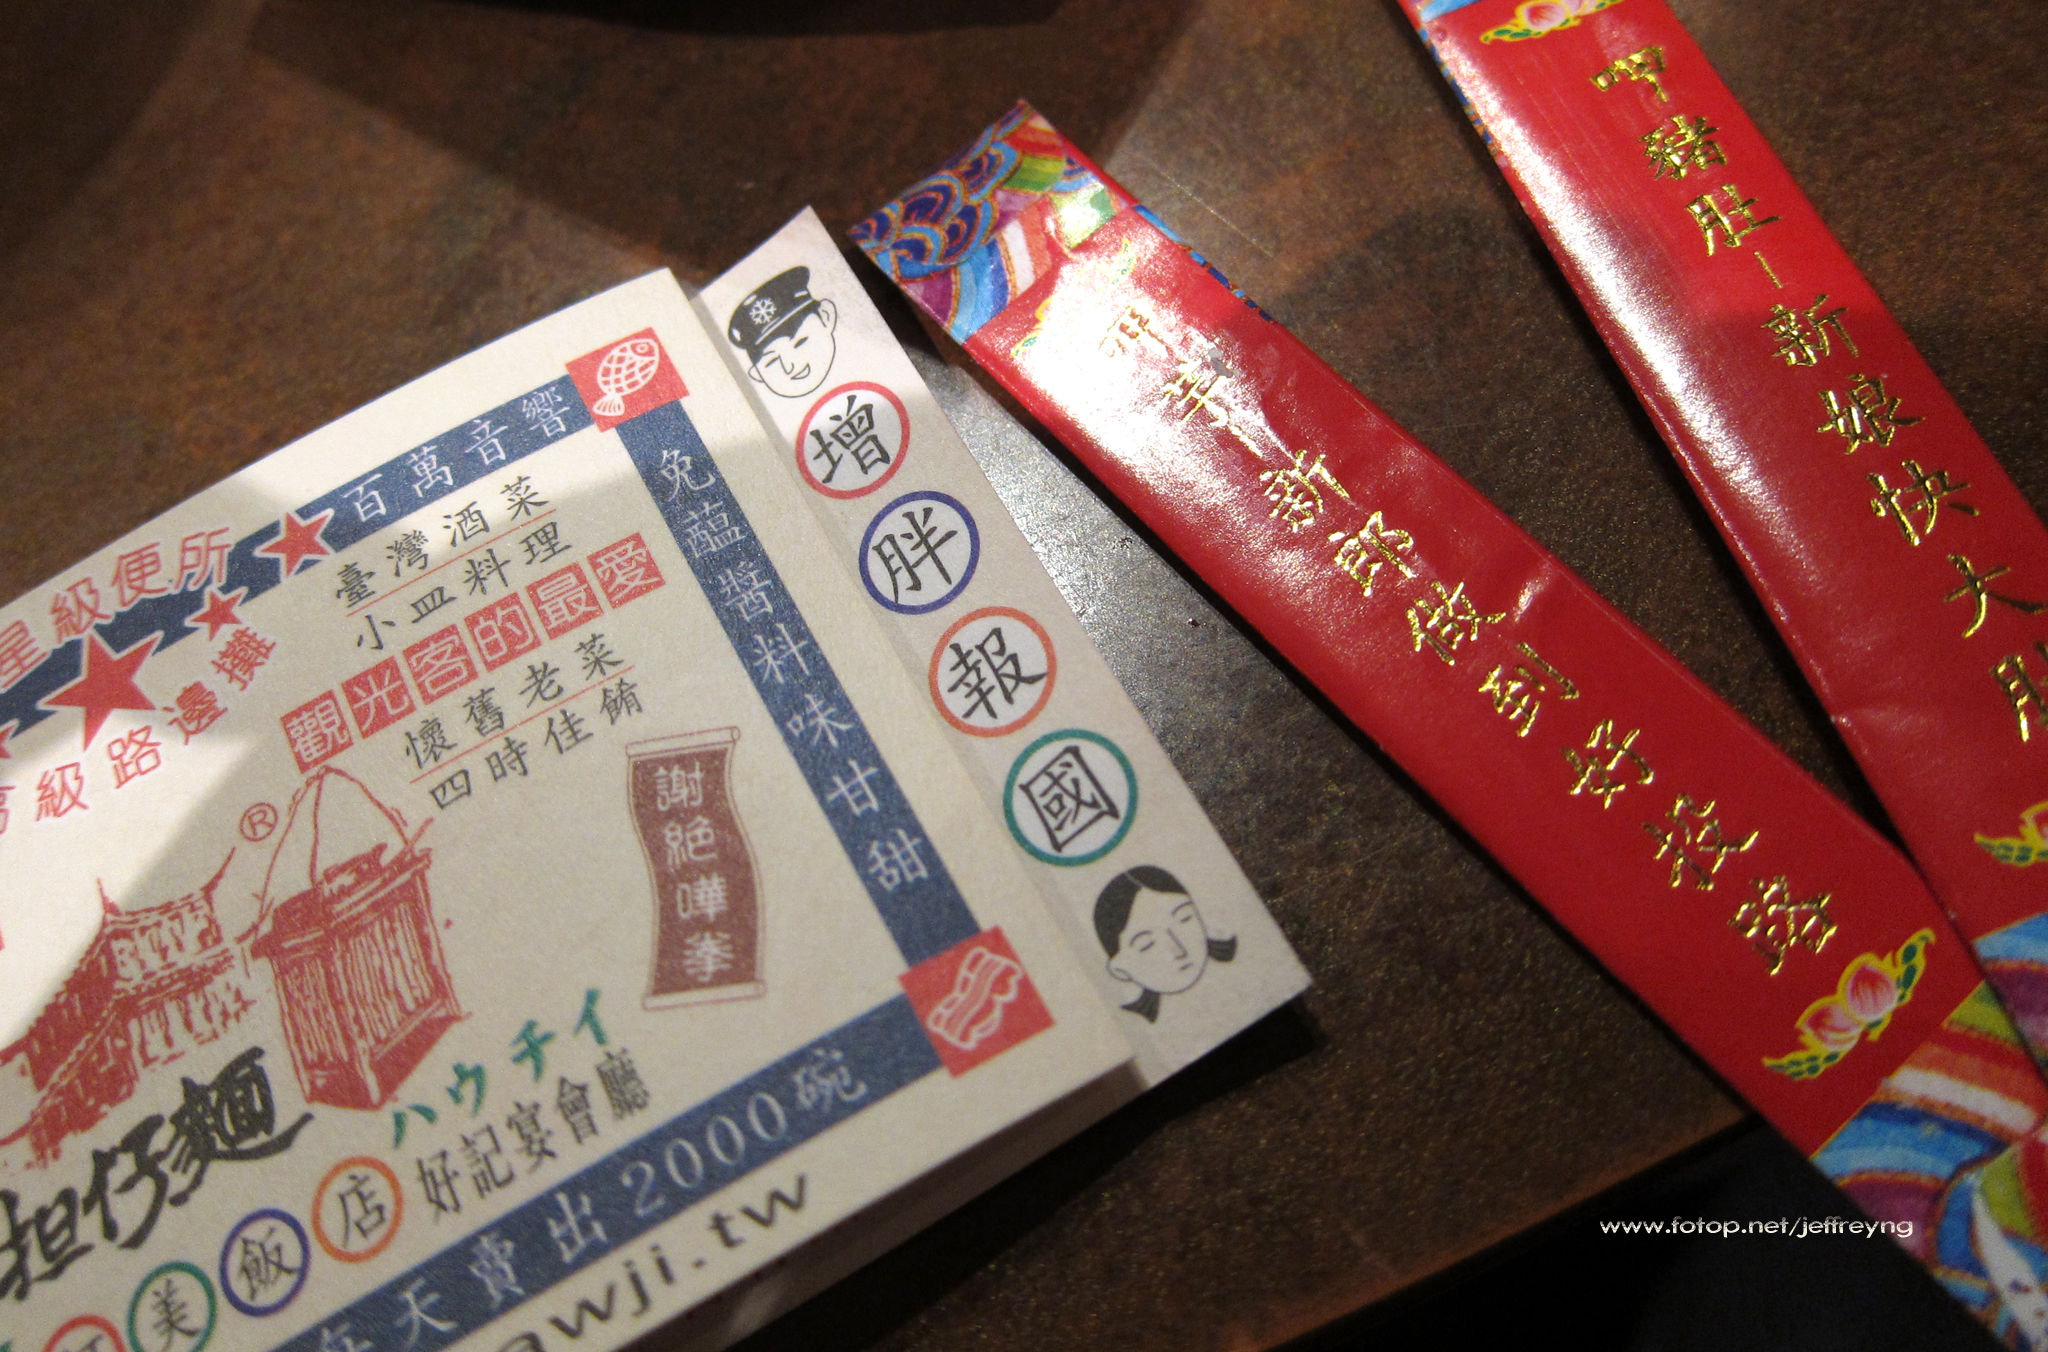 星級便所
級路邊攤
百萬音響
免蘸醬料味甘甜
臺灣酒菜
小皿料理
觀光客的最愛
懷舊老菜
四時佳餚
謝絕嘩拳
®
担仔麵
ハウチイ
好記宴會廳
美飯店
天賣出2000碗
wji.tw
增胖報國
新郎做到好投路
呷豬肚-新娘快大肚
www.fotop.net/jeffreyng